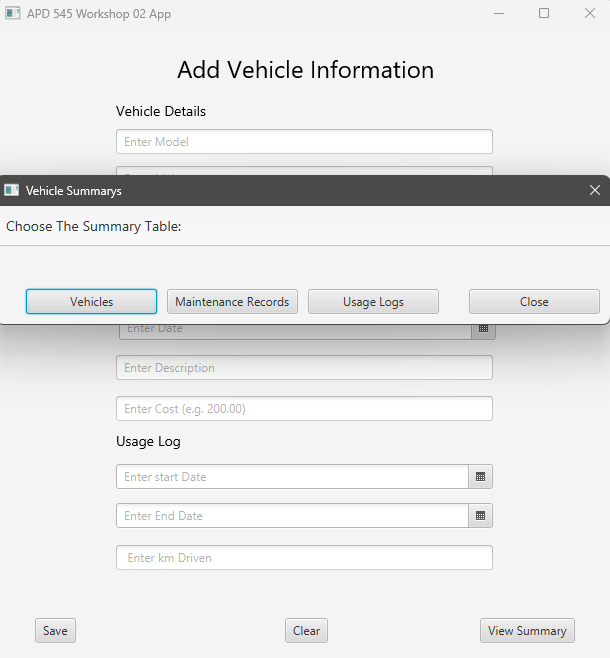 APD 545 Workshop 02 App
Add Vehicle Information
Vehicle Details
Enter Model
Vehicle Summarys
Choose The Summary Table:
Vehicles Maintenance Records Usage Logs Close
Enter Date
Enter Description
Enter Cost (e.g. 200.00)
Usage Log
Enter start Date
Enter End Date
Enter km Driven
Save Clear View Summary